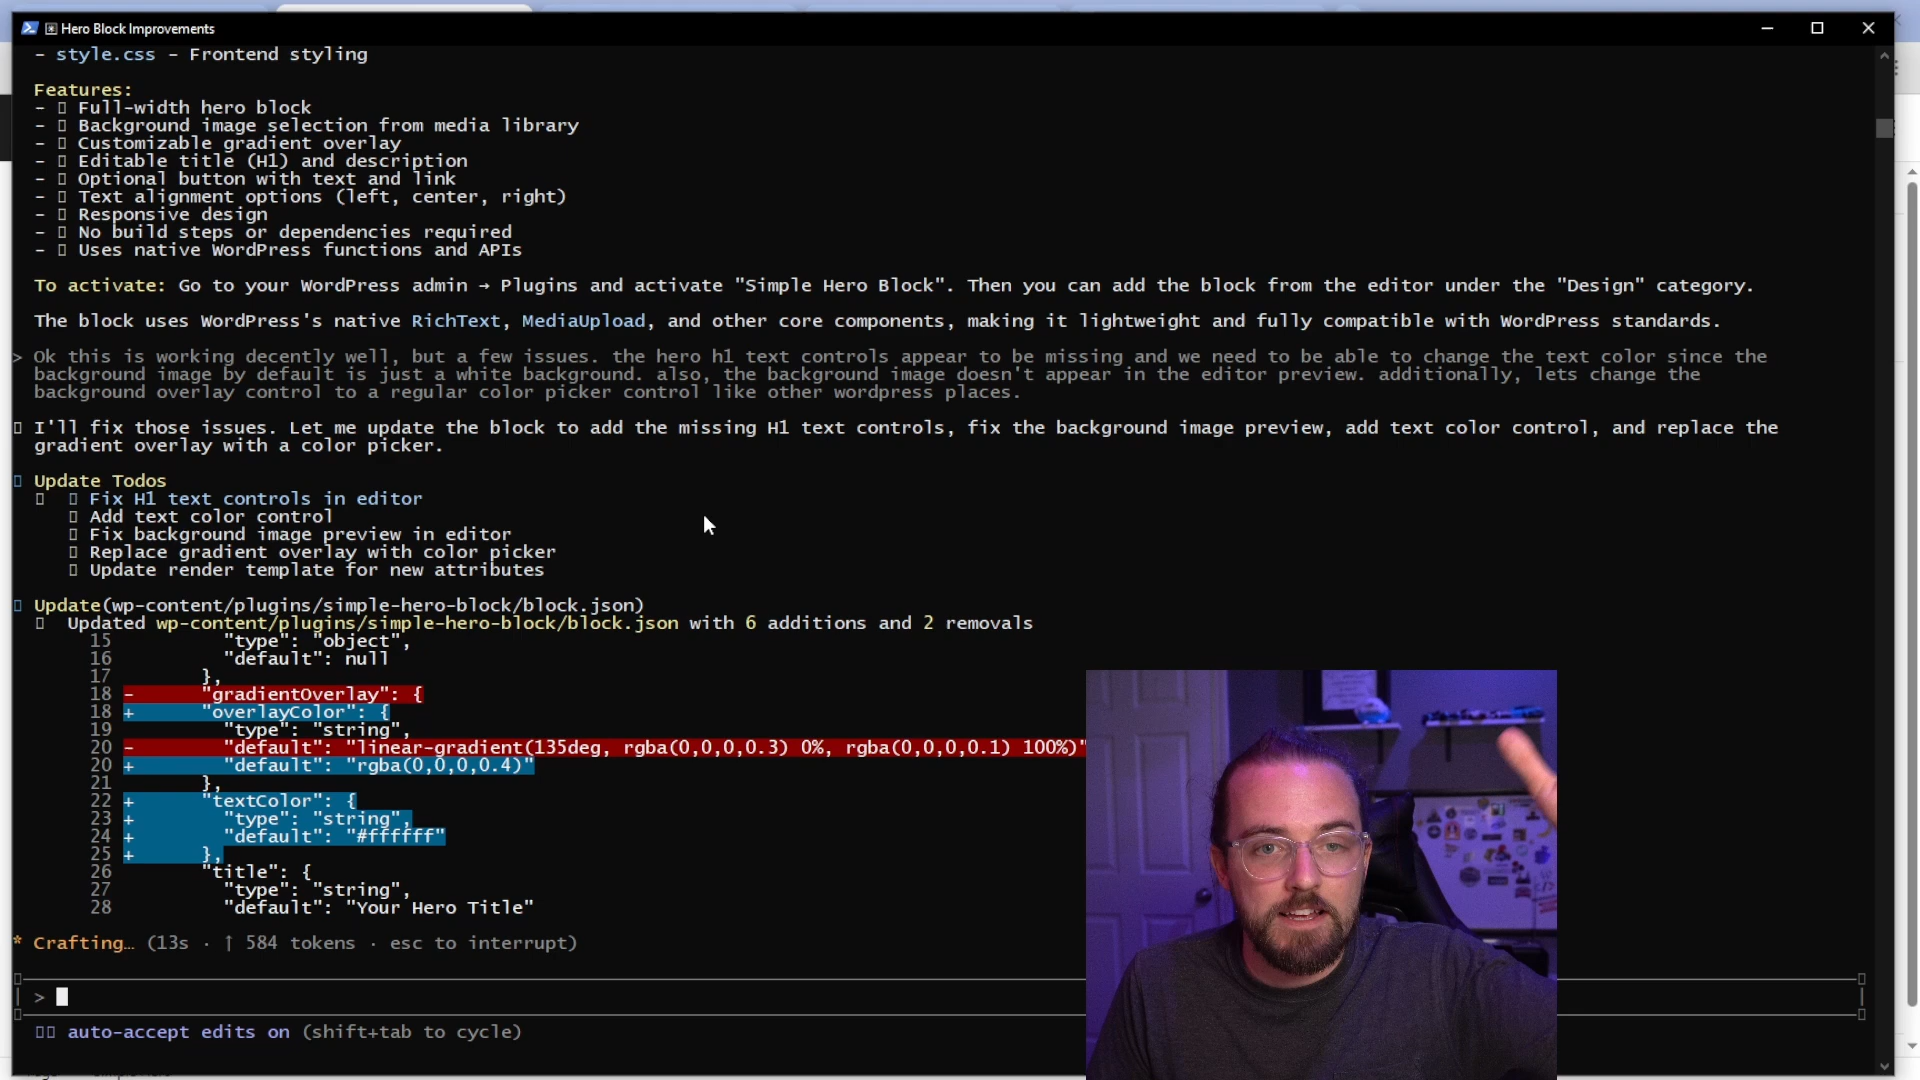 Hero Block Improvements
- style.css - Frontend styling
Features:
- Full-width hero block
- Background image selection from media library
- Customizable gradient overlay
- Editable title (H1) and description
- Optional button with text and link
- Text alignment options (left, center, right)
- Responsive design
- No build steps or dependencies required
- Uses native WordPress functions and APIs
To activate: Go to your WordPress admin → Plugins and activate "Simple Hero Block". Then you can add the block from the editor under the "Design" category.
The block uses WordPress's native RichText, MediaUpload, and other core components, making it lightweight and fully compatible with WordPress standards.
> Ok this is working decently well, but a few issues. the hero h1 text controls appear to be missing and we need to be able to change the text color since the
background image by default is just a white background. also, the background image doesn't appear in the editor preview. additionally, lets change the
background overlay control to a regular color picker control like other wordpress places.
I'll fix those issues. Let me update the block to add the missing H1 text controls, fix the background image preview, add text color control, and replace the
gradient overlay with a color picker.
Update Todos
Fix H1 text controls in editor
Add text color control
Fix background image preview in editor
Replace gradient overlay with color picker
Update render template for new attributes
Update(wp-content/plugins/simple-hero-block/block.json)
Updated wp-content/plugins/simple-hero-block/block.json with 6 additions and 2 removals
15 "type": "object",
16 "default": null
17 },
18 - "gradientOverlay": {
18 + "overlayColor": {
19 "type": "string",
20 - "default": "linear-gradient(135deg, rgba(0,0,0,0.3) 0%, rgba(0,0,0,0.1) 100%)"
20 + "default": "rgba(0,0,0,0.4)"
21 },
22 + "textColor": {
23 + "type": "string",
24 + "default": "#ffffff"
25 + },
26 "title": {
27 "type": "string",
28 "default": "Your Hero Title"
* Crafting… (13s · ↑ 584 tokens · esc to interrupt)
>
auto-accept edits on (shift+tab to cycle)